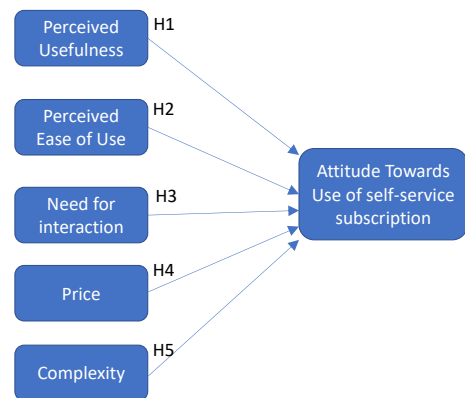 H1
Perceived
Usefulness
H2
Perceived
Ease of Use
Attitude Towards
Use of self-service
subscription
H3
Need for
interaction
H4
Price
H5
Complexity